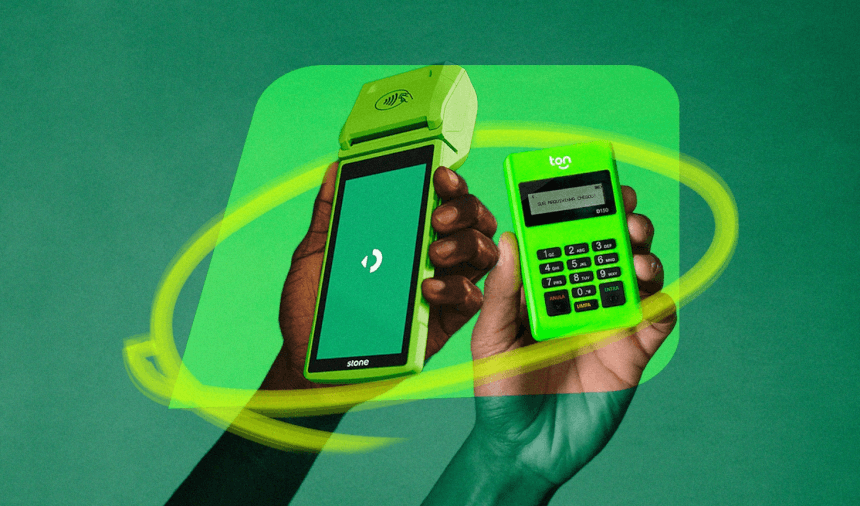 stone
ton
SUA MAQUININHA CHEGOU!
D150
1 QZ
2 ABC
3 DEF
4 GHI
5 JKL
6 MNO
7 PRS
8 TUV
9 WXY
0
ANULA
LIMPA
ENTRA